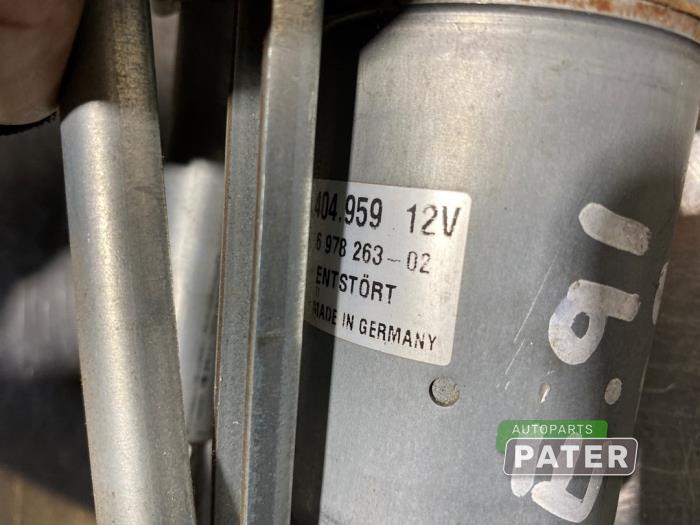 .404.959 12V
6 978 263-02
ENTSTÖRT
MADE IN GERMANY
AUTOPARTS
PATER